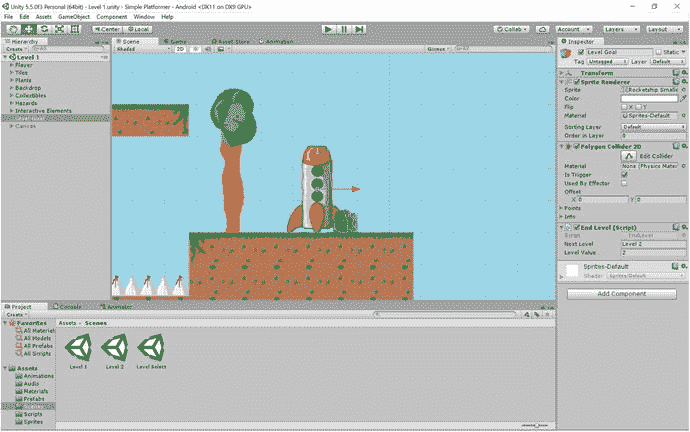 Unity 5.5.0f3 Personal (64bit) - Level 1.unity - Simple Platformer - Android <DX11 on DX9 GPU>
File Edit Assets GameObject Component Window Help
Center Local Collab Account Layers Layout
Hierarchy
Create
Level 1
Player
Tiles
Plants
Backdrop
Collectibles
Hazards
Interactive Elements
Canvas
Scene Game Asset Store Animation
Shaded 2D Gizmos
Inspector
Level Goal Static
Tag Untagged Layer Default
Transform
Sprite Renderer
Sprite Rocketship Smalle
Color
Flip X Y
Material Sprites-Default
Sorting Layer Default
Order in Layer 0
Polygon Collider 2D
Edit Collider
Material None (Physics Mater
Is Trigger
Used By Effector
Offset
X 0 Y 0
Points
Info
End Level (Script)
Script EndLevel
Next Level Level 2
Level Value 2
Sprites-Default
Shader Sprites/Default
Add Component
Project Console Animator
Create
Favorites
All Material
All Models
All Prefabs
All Scripts
Assets
Animations
Audio
Materials
Prefabs
Scripts
Sprites
Assets Scenes
Level 1 Level 2 Level Select